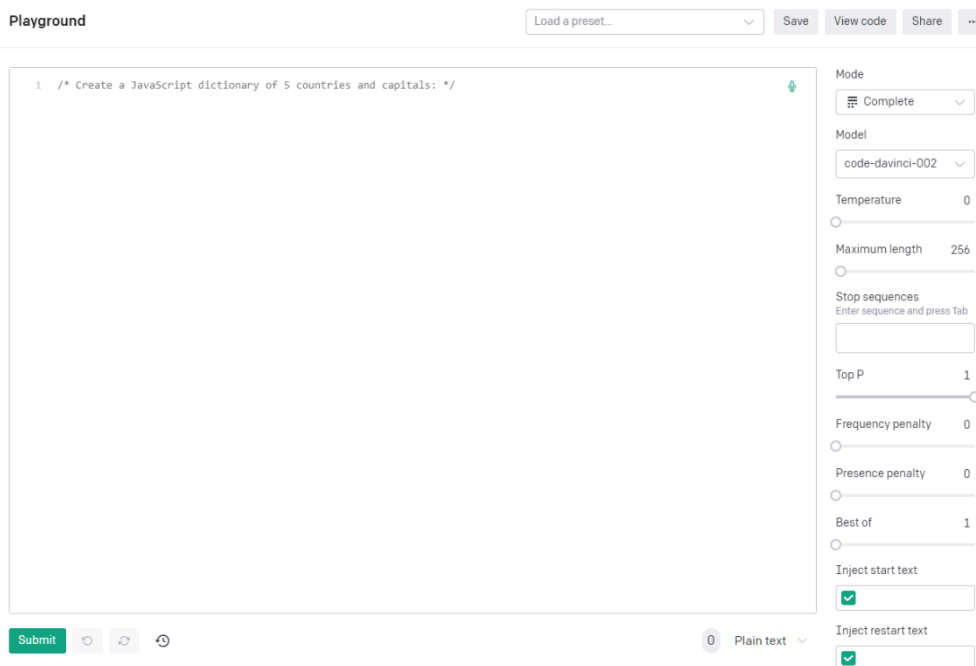 Playground
Load a preset...
Save
View code
Share
...
1 /* Create a JavaScript dictionary of 5 countries and capitals: */
Mode
Complete
Model
code-davinci-002
Temperature 0
Maximum length 256
Stop sequences
Enter sequence and press Tab
Top P 1
Frequency penalty 0
Presence penalty 0
Best of 1
Inject start text
Inject restart text
Submit
0
Plain text